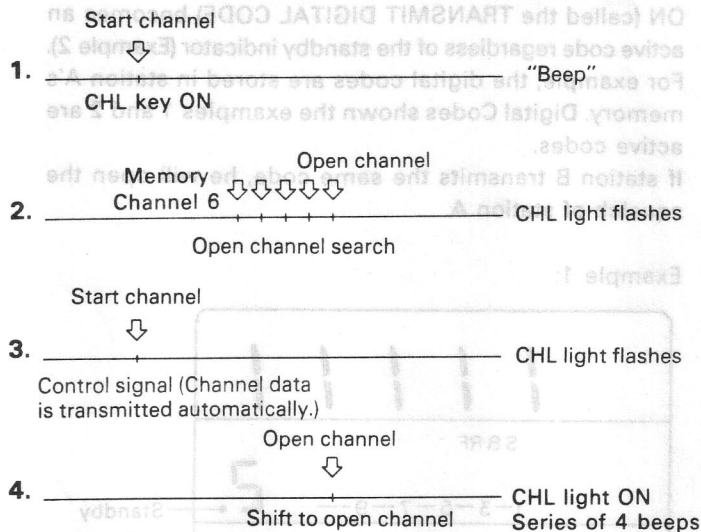 Start channel
1. "Beep"
CHL key ON
Open channel
Memory
Channel 6
2. CHL light flashes
Open channel search
Start channel
3. CHL light flashes
Control signal (Channel data
is transmitted automatically.)
Open channel
4. CHL light ON
Shift to open channel Series of 4 beeps